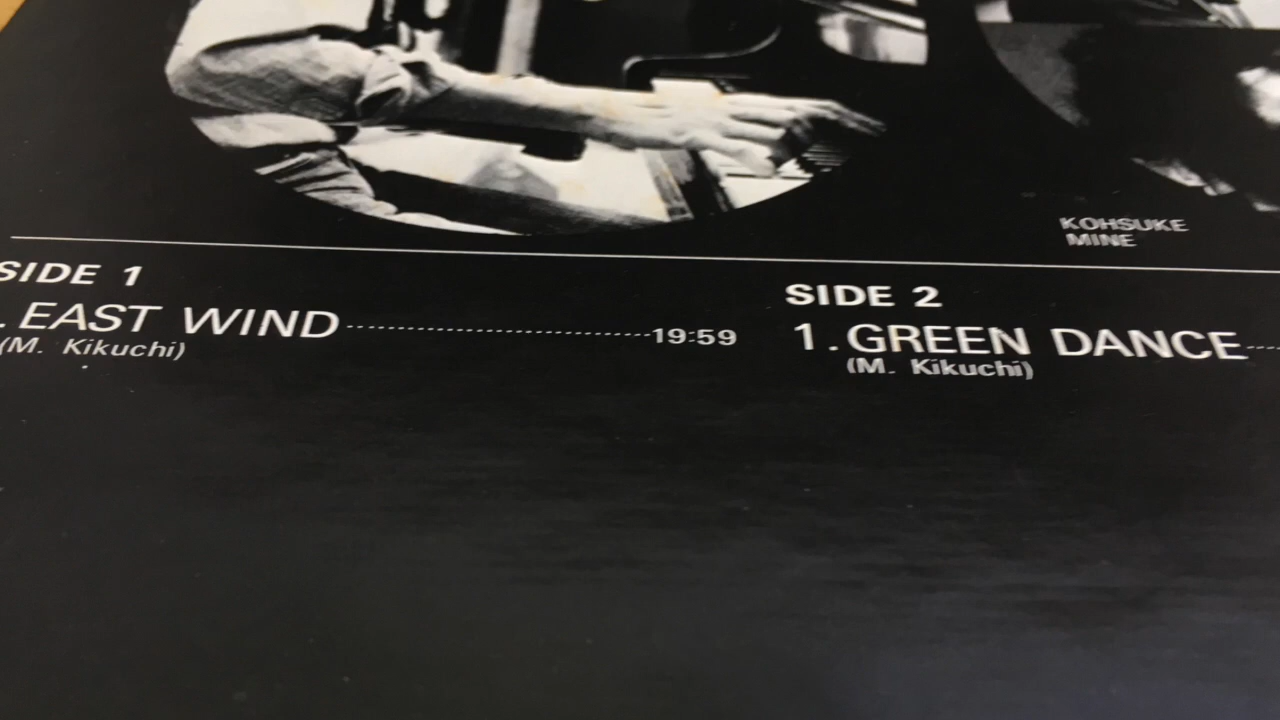 KOHSUKE
MINE
SIDE 1
. EAST WIND 19:59
(M. Kikuchi)
SIDE 2
1. GREEN DANCE
(M. Kikuchi)